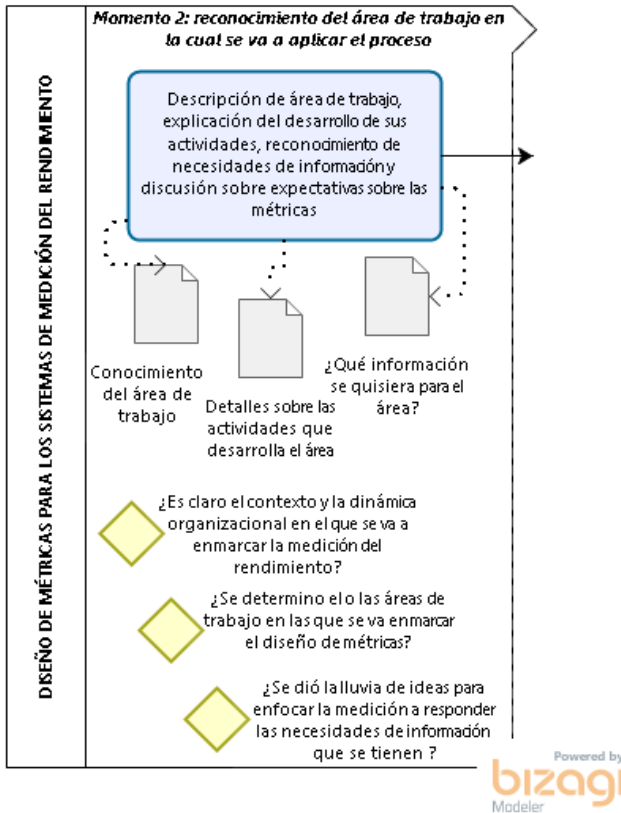 Momento 2: reconocimiento del área de trabajo en
la cual se va a aplicar el proceso
DISEÑO DE MÉTRICAS PARA LOS SISTEMAS DE MEDICIÓN DEL RENDIMIENTO
Descripción de área de trabajo,
explicación del desarrollo de sus
actividades, reconocimiento de
necesidades de información y
discusión sobre expectativas sobre las
métricas
Conocimiento
del área de
trabajo
Detalles sobre las
actividades que
desarrolla el área
¿Qué información
se quisiera para el
área?
¿Es claro el contexto y la dinámica
organizacional en el que se va a
enmarcar la medición del
rendimiento?
¿Se determino el o las áreas de
trabajo en las que se va enmarcar
el diseño de métricas?
¿Se dió la lluvia de ideas para
enfocar la medición a responder
las necesidades de información
que se tienen ?
Powered by
bizagi
Modeler